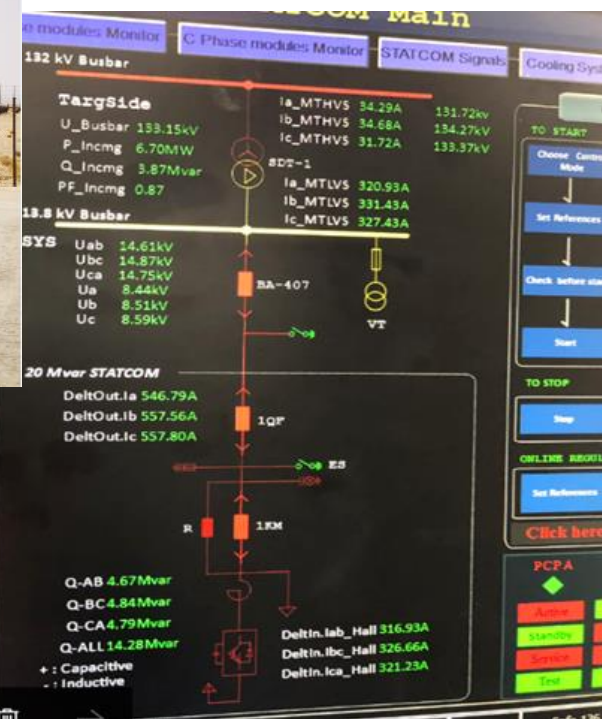 STATCOM Main
e modules Monitor
C Phase modules Monitor
STATCOM Signals
Cooling Syst
132 kV Busbar
TargSide
U_Busbar 133.15kV
P_Incmg 6.70MW
Q_Incmg 3.87Mvar
PF_Incmg 0.87
Ia_MTHVS 34.29A 131.72kv
Ib_MTHVS 34.68A 134.27kV
Ic_MTHVS 31.72A 133.37kV
SDT-1
Ia_MTLVS 320.93A
Ib_MTLVS 331.43A
Ic_MTLVS 327.43A
13.8 kV Busbar
SYS
Uab 14.61kV
Ubc 14.87kV
Uca 14.75kV
Ua 8.44kV
Ub 8.51kV
Uc 8.59kV
BA-407
VT
20 Mvar STATCOM
DeltOut.Ia 546.79A
DeltOut.Ib 557.56A
DeltOut.Ic 557.80A
1QF
ES
R
1KM
Q-AB 4.67Mvar
Q-BC 4.84Mvar
Q-CA 4.79Mvar
Q-ALL 14.28Mvar
+ : Capacitive
- : Inductive
DeltIn.Iab_Hall 316.93A
DeltIn.Ibc_Hall 326.66A
DeltIn.Ica_Hall 321.23A
TO START
Choose Contro
Mode
Set References
Check before star
Start
TO STOP
Stop
ONLINE REGUL
Set References
Click here
PCPA
Active
Standby
Service
Test